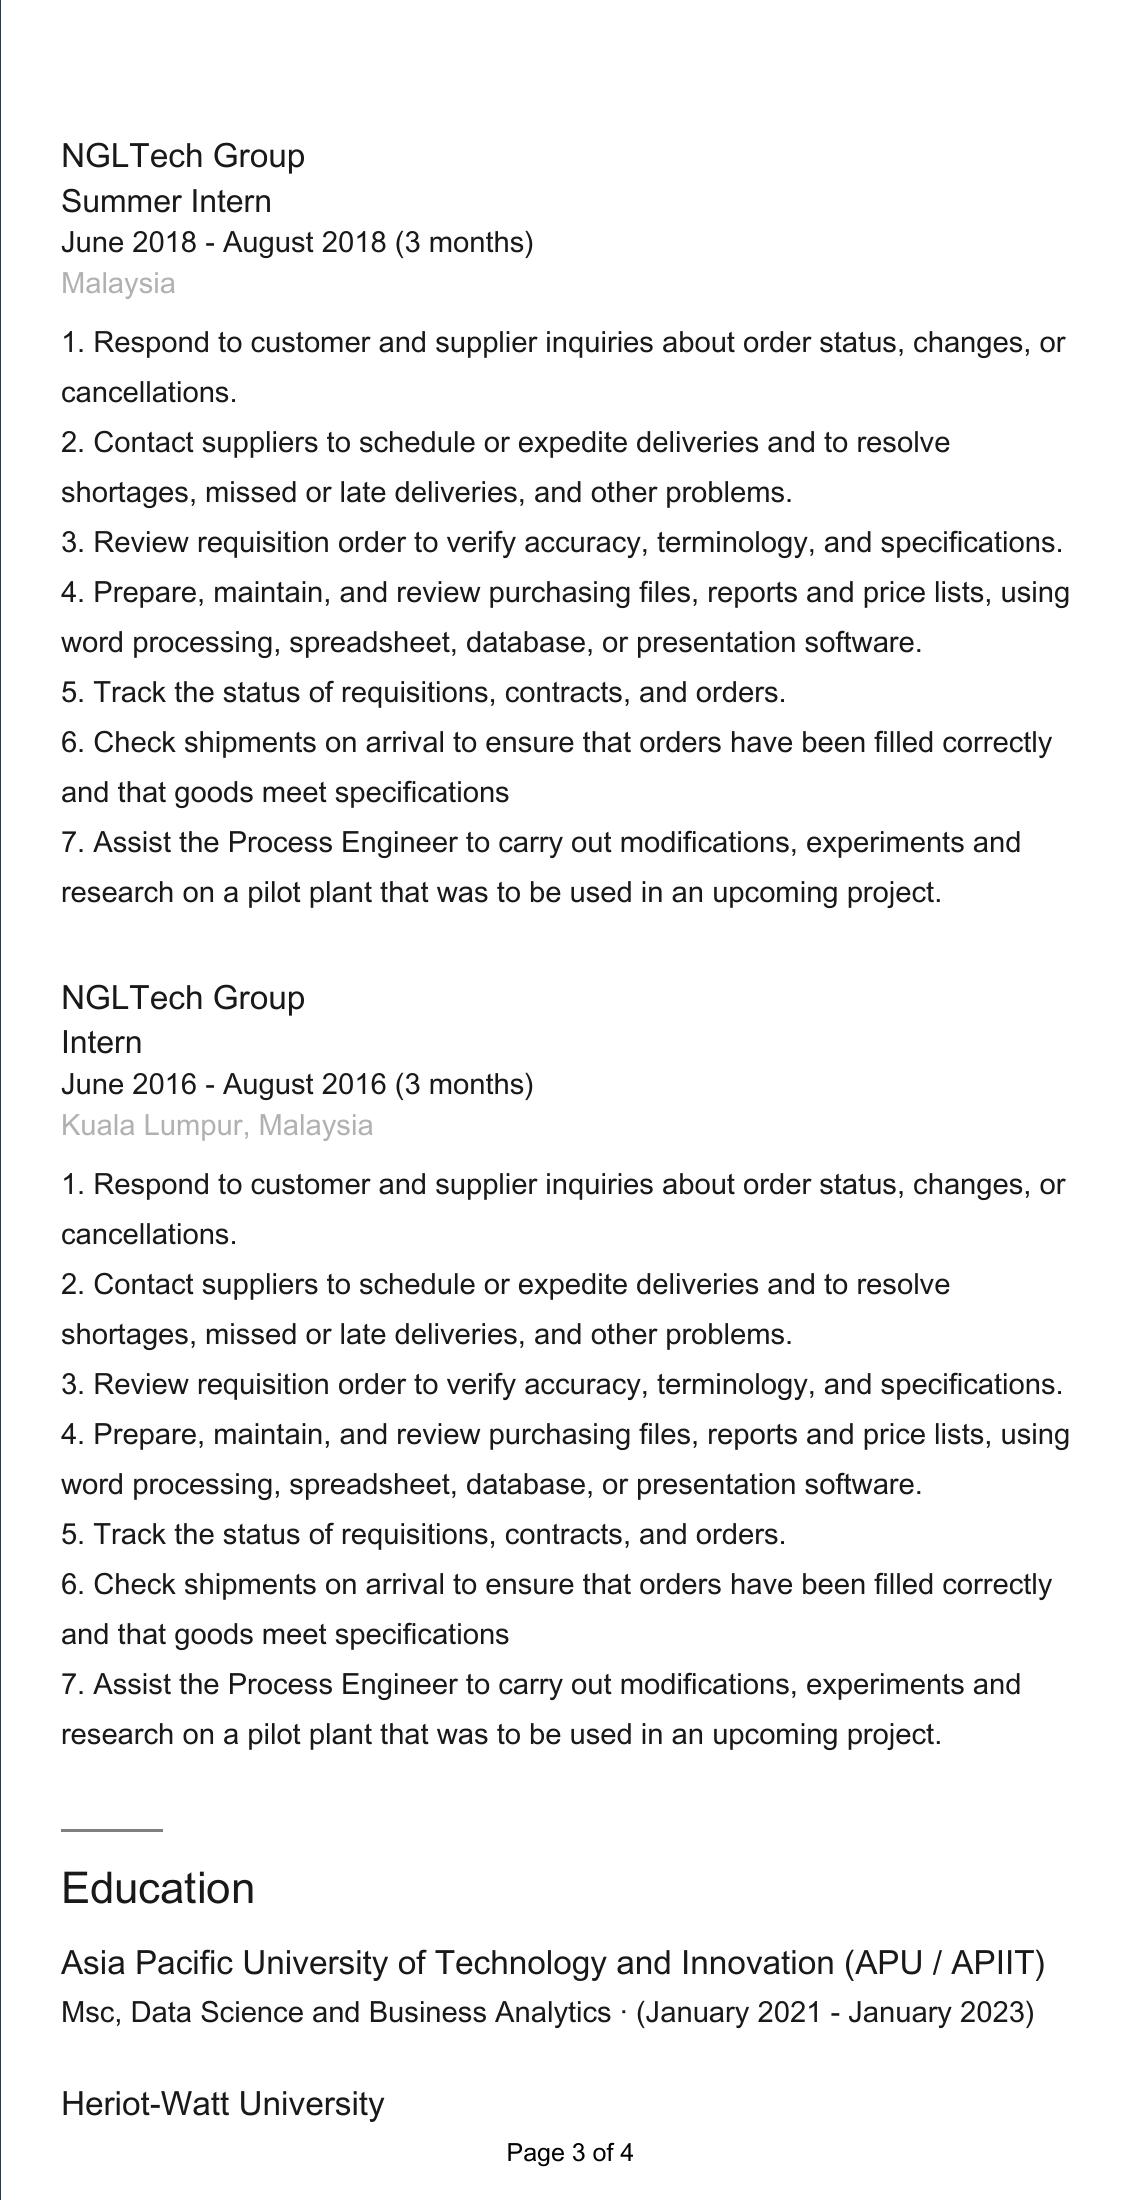 NGLTech Group
Summer Intern
June 2018 - August 2018 (3 months)
Malaysia
1. Respond to customer and supplier inquiries about order status, changes, or
cancellations.
2. Contact suppliers to schedule or expedite deliveries and to resolve
shortages, missed or late deliveries, and other problems.
3. Review requisition order to verify accuracy, terminology, and specifications.
4. Prepare, maintain, and review purchasing files, reports and price lists, using
word processing, spreadsheet, database, or presentation software.
5. Track the status of requisitions, contracts, and orders.
6. Check shipments on arrival to ensure that orders have been filled correctly
and that goods meet specifications
7. Assist the Process Engineer to carry out modifications, experiments and
research on a pilot plant that was to be used in an upcoming project.
NGLTech Group
Intern
June 2016 - August 2016 (3 months)
Kuala Lumpur, Malaysia
1. Respond to customer and supplier inquiries about order status, changes, or
cancellations.
2. Contact suppliers to schedule or expedite deliveries and to resolve
shortages, missed or late deliveries, and other problems.
3. Review requisition order to verify accuracy, terminology, and specifications.
4. Prepare, maintain, and review purchasing files, reports and price lists, using
word processing, spreadsheet, database, or presentation software.
5. Track the status of requisitions, contracts, and orders.
6. Check shipments on arrival to ensure that orders have been filled correctly
and that goods meet specifications
7. Assist the Process Engineer to carry out modifications, experiments and
research on a pilot plant that was to be used in an upcoming project.
Education
Asia Pacific University of Technology and Innovation (APU / APIIT)
Msc, Data Science and Business Analytics · (January 2021 - January 2023)
Heriot-Watt University
Page 3 of 4